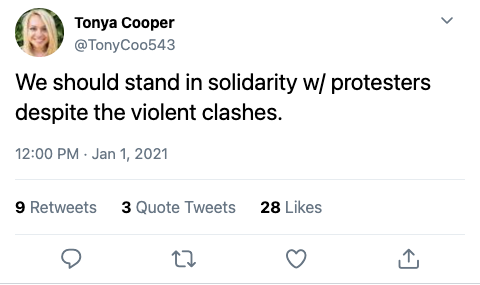 Tonya Cooper
@TonyCoo543
We should stand in solidarity w/ protesters
despite the violent clashes.
12:00 PM · Jan 1, 2021
9 Retweets 3 Quote Tweets 28 Likes